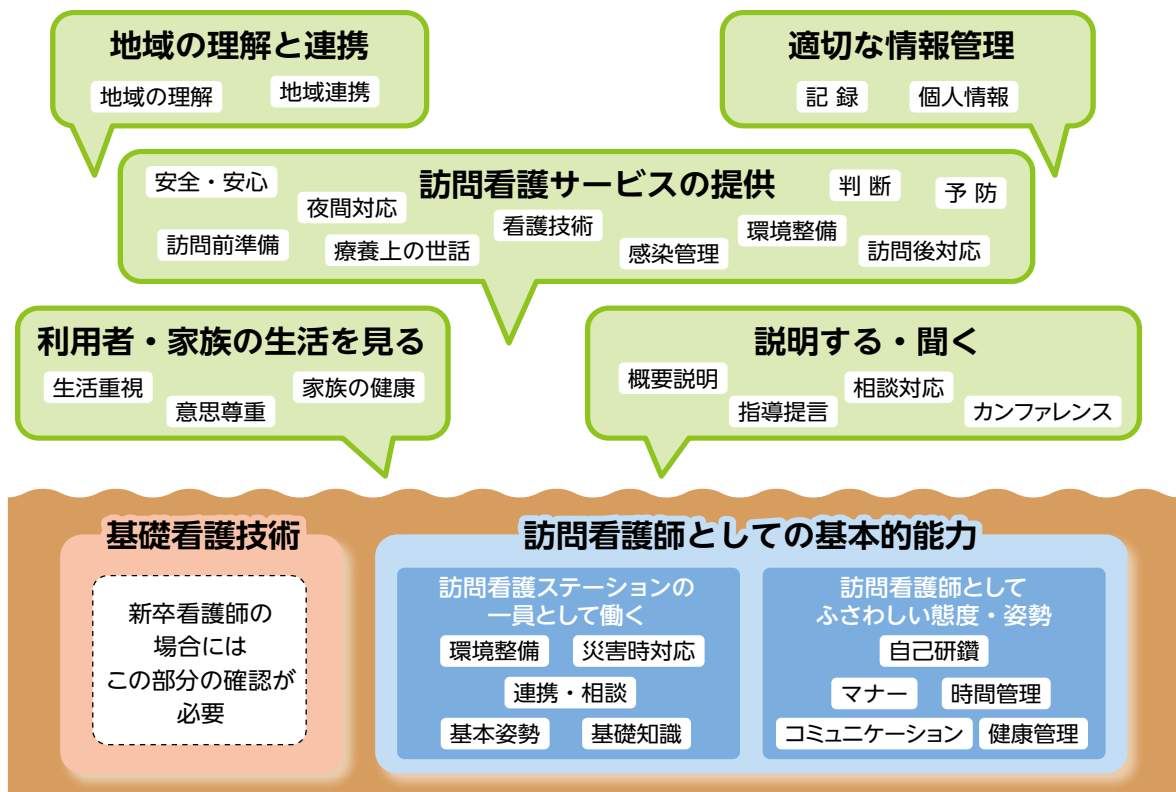 地域の理解と連携
地域の理解
地域連携
適切な情報管理
記 録
個人情報
訪問看護サービスの提供
安全・安心
夜間対応
看護技術
判 断
予 防
訪問前準備
療養上の世話
感染管理
環境整備
訪問後対応
利用者・家族の生活を見る
生活重視
意思尊重
家族の健康
説明する・聞く
概要説明
指導提言
相談対応
カンファレンス
基礎看護技術
新卒看護師の
場合には
この部分の確認が
必要
訪問看護師としての基本的能力
訪問看護ステーションの
一員として働く
環境整備
災害時対応
連携・相談
基本姿勢
基礎知識
訪問看護師として
ふさわしい態度・姿勢
自己研鑽
マナー
時間管理
コミュニケーション
健康管理